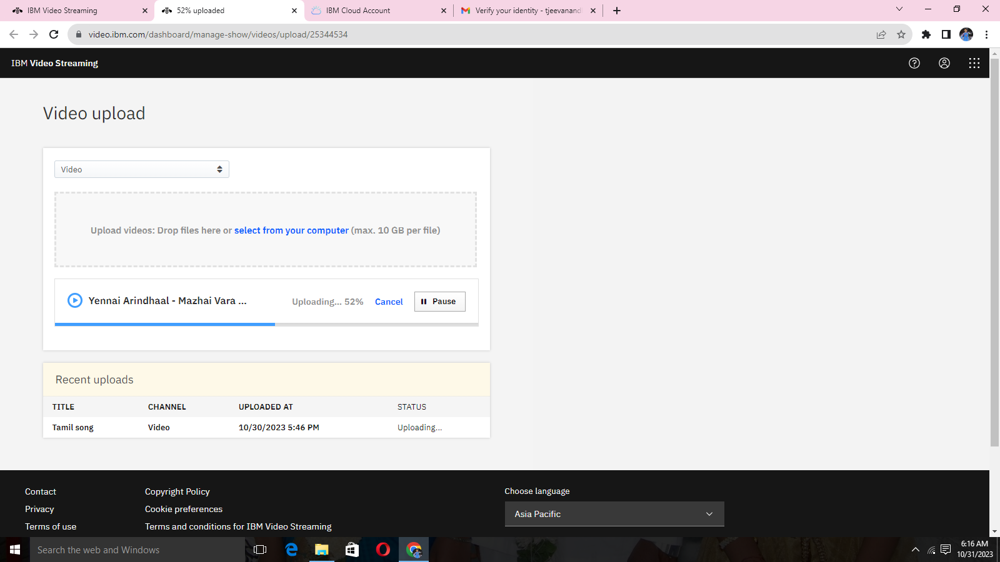 IBM Video Streaming
52% uploaded
IBM Cloud Account
Verify your identity - tjeevanand
video.ibm.com/dashboard/manage-show/videos/upload/25344534
IBM Video Streaming
Video upload
Video
Upload videos: Drop files here or select from your computer (max. 10 GB per file)
Yennai Arindhaal - Mazhai Vara ... Uploading... 52% Cancel Pause
Recent uploads
TITLE CHANNEL UPLOADED AT STATUS
Tamil song Video 10/30/2023 5:46 PM Uploading...
Contact Copyright Policy Choose language
Privacy Cookie preferences Asia Pacific
Terms of use Terms and conditions for IBM Video Streaming
Search the web and Windows
6:16 AM
10/31/2023